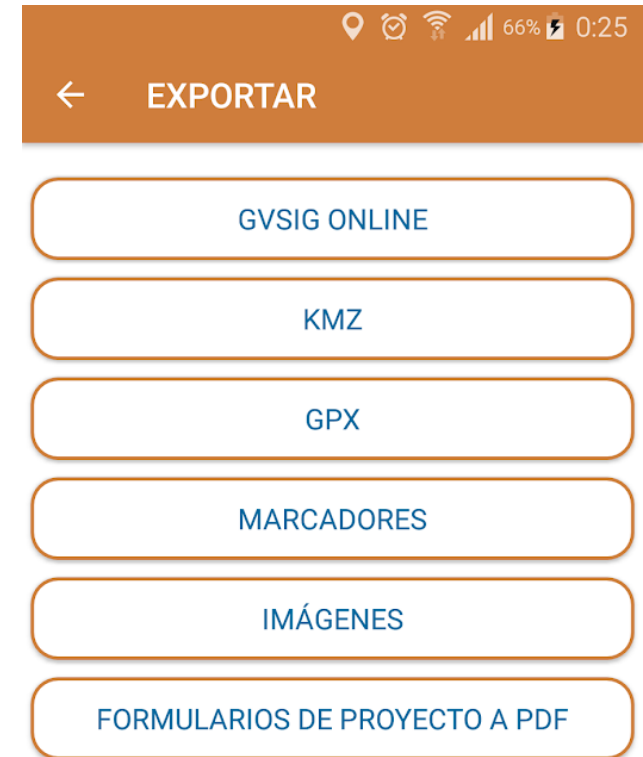 66% 0:25
EXPORTAR
GVSIG ONLINE
KMZ
GPX
MARCADORES
IMÁGENES
FORMULARIOS DE PROYECTO A PDF